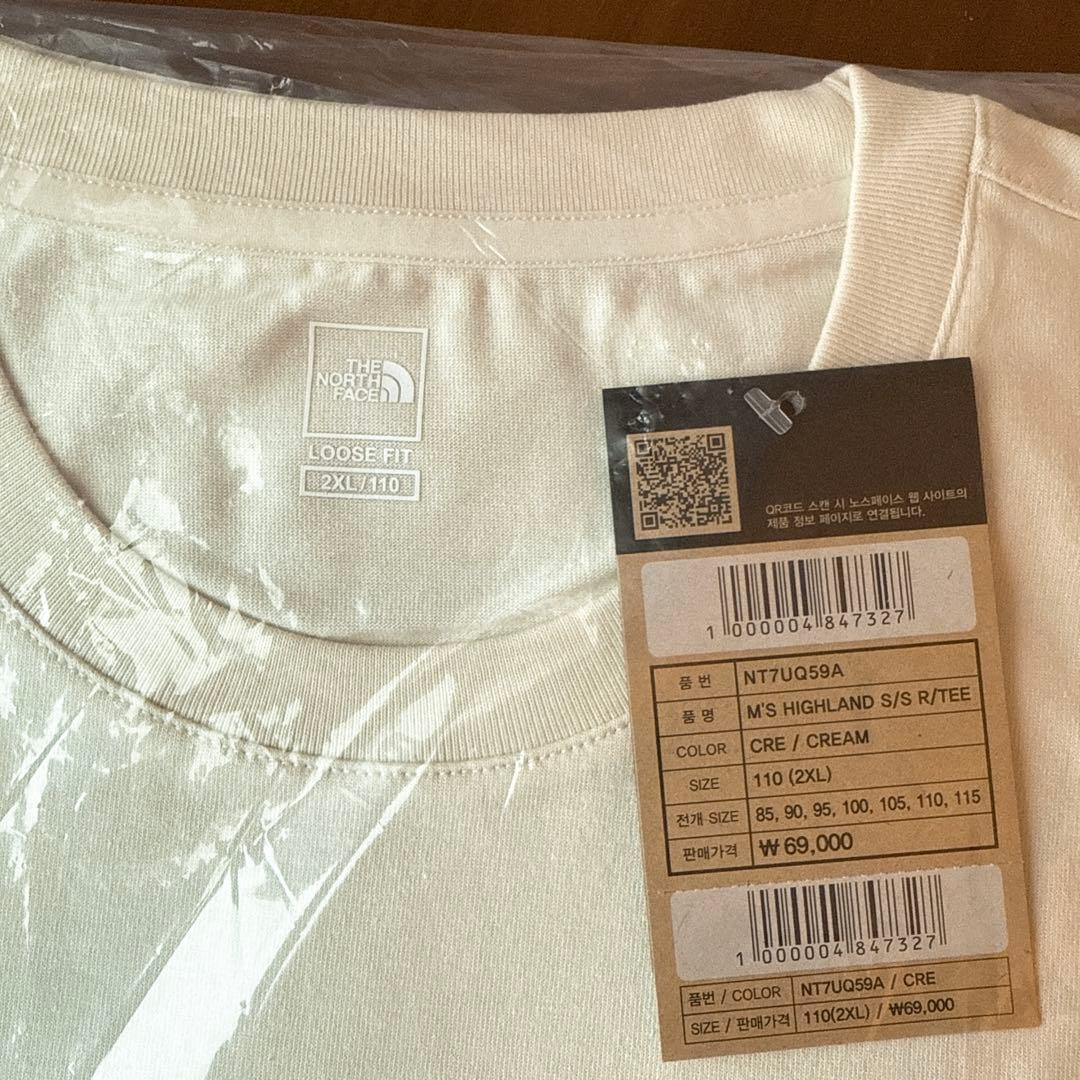 THE
NORTH
FACE
LOOSE FIT
2XL/110
QR코드 스캔 시 노스페이스 웹 사이트의
제품 정보 페이지로 연결됩니다.
1 000004 847327
품 번 NT7UQ59A
품 명 M'S HIGHLAND S/S R/TEE
COLOR CRE / CREAM
SIZE 110 (2XL)
전개 SIZE 85, 90, 95, 100, 105, 110, 115
판매가격 ₩ 69,000
1 000004 847327
품번 / COLOR NT7UQ59A / CRE
SIZE / 판매가격 110(2XL) / ₩69,000